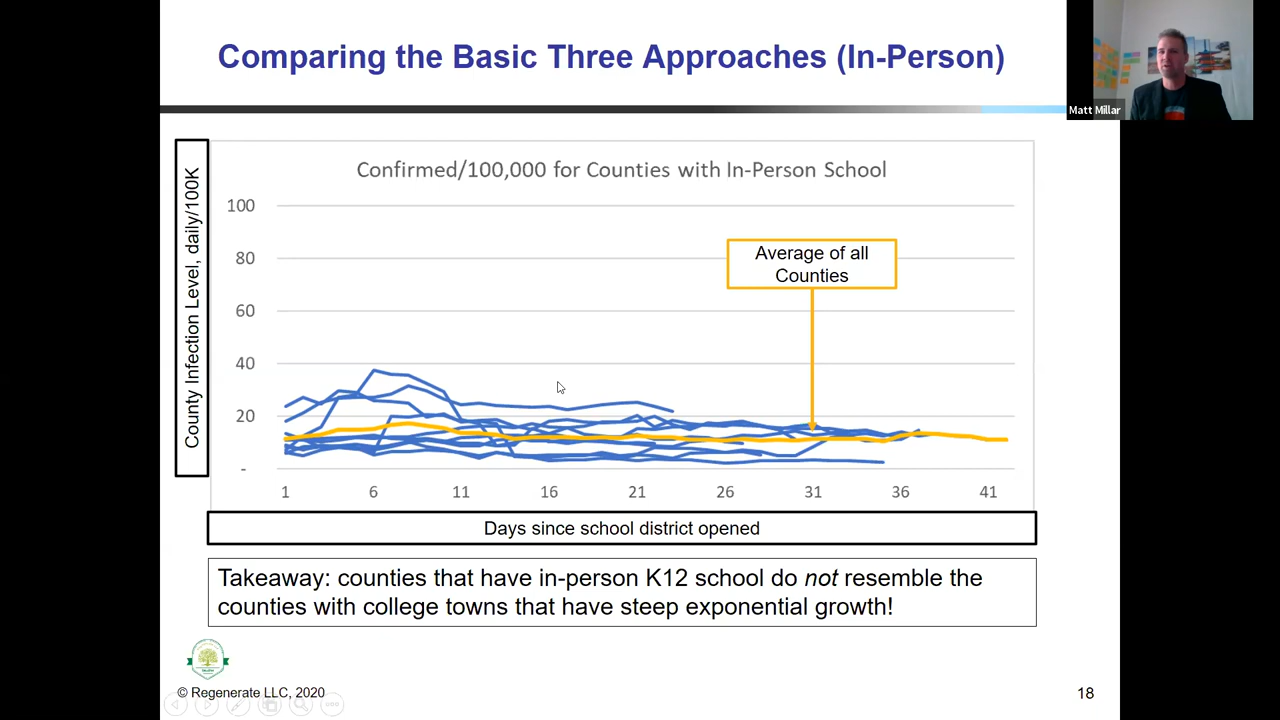 Comparing the Basic Three Approaches (In-Person)
Matt Millar
County Infection Level, daily/100K
Confirmed/100,000 for Counties with In-Person School
100
80
60
40
20
-
Average of all
Counties
1 6 11 16 21 26 31 36 41
Days since school district opened
Takeaway: counties that have in-person K12 school do not resemble the
counties with college towns that have steep exponential growth!
© Regenerate LLC, 2020
18